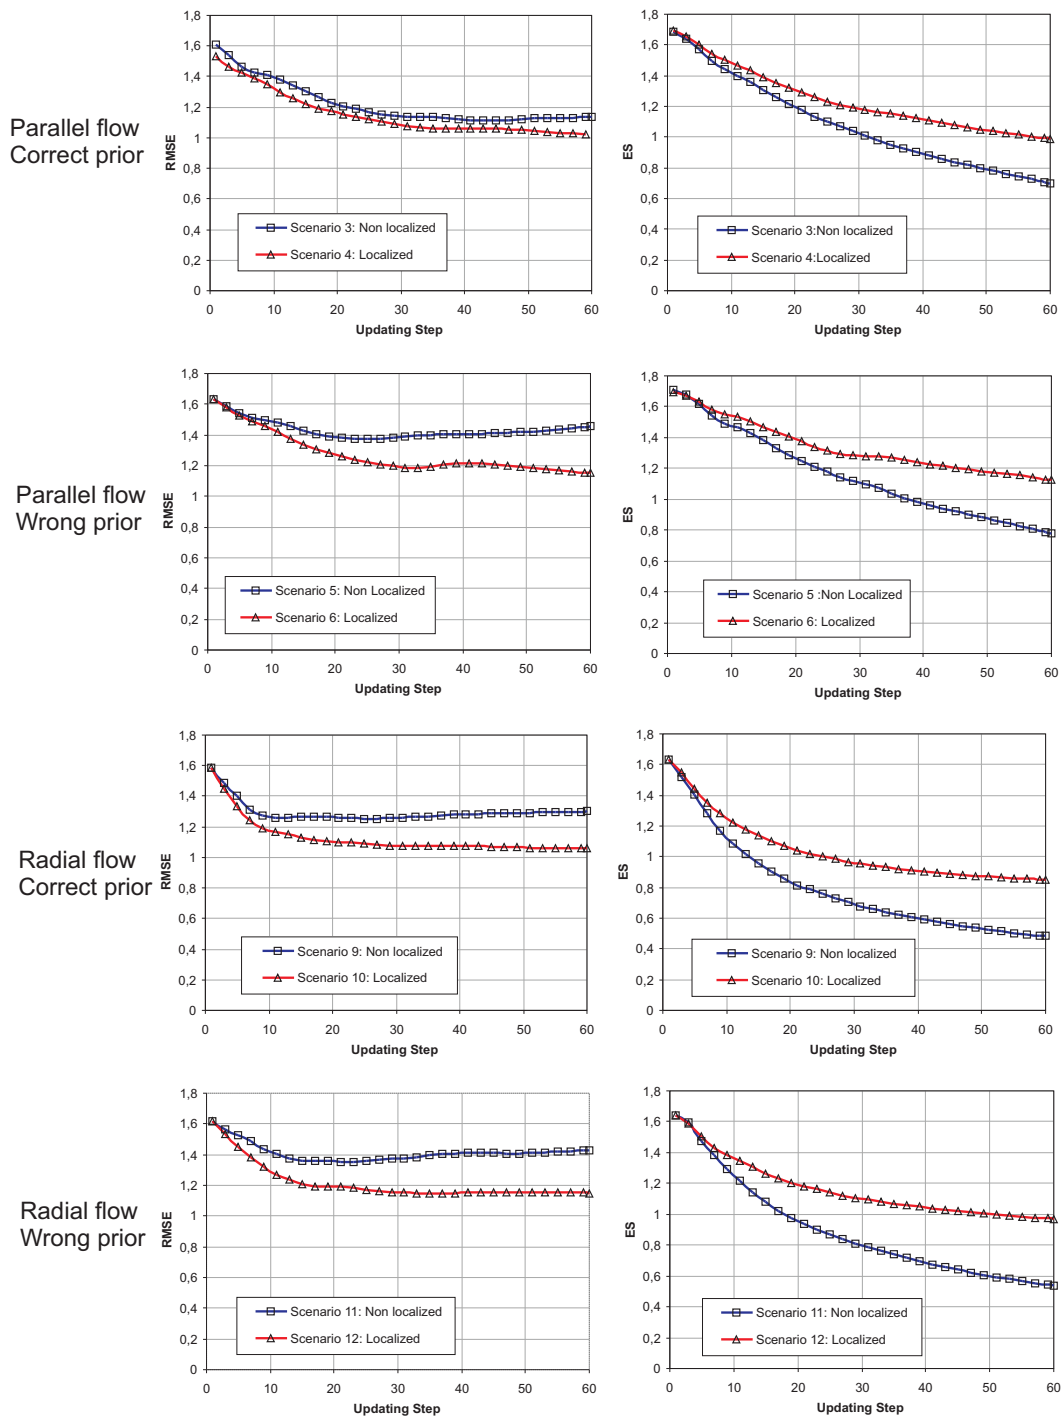 Parallel flow
Correct prior
1,8
1,6
1,4
1,2
1
0,8
0,6
0,4
0,2
0
RMSE
Scenario 3: Non localized
Scenario 4: Localized
0 10 20 30 40 50 60
Updating Step
1,8
1,6
1,4
1,2
1
0,8
0,6
0,4
0,2
0
ES
Scenario 3:Non localized
Scenario 4:Localized
0 10 20 30 40 50 60
Updating Step
Parallel flow
Wrong prior
1,8
1,6
1,4
1,2
1
0,8
0,6
0,4
0,2
0
RMSE
Scenario 5: Non Localized
Scenario 6: Localized
0 10 20 30 40 50 60
Updating Step
1,8
1,6
1,4
1,2
1
0,8
0,6
0,4
0,2
0
ES
Scenario 5 :Non Localized
Scenario 6: Localized
0 10 20 30 40 50 60
Updating Step
Radial flow
Correct prior
1,8
1,6
1,4
1,2
1
0,8
0,6
0,4
0,2
0
RMSE
Scenario 9: Non localized
Scenario 10: Localized
0 10 20 30 40 50 60
Updating Step
1,8
1,6
1,4
1,2
1
0,8
0,6
0,4
0,2
0
ES
Scenario 9: Non localized
Scenario 10: Localized
0 10 20 30 40 50 60
Updating Step
Radial flow
Wrong prior
1,8
1,6
1,4
1,2
1
0,8
0,6
0,4
0,2
0
RMSE
Scenario 11: Non localized
Scenario 12: Localized
0 10 20 30 40 50 60
Updating Step
1,8
1,6
1,4
1,2
1
0,8
0,6
0,4
0,2
0
ES
Scenario 11: Non localized
Scenario 12: Localized
0 10 20 30 40 50 60
Updating Step